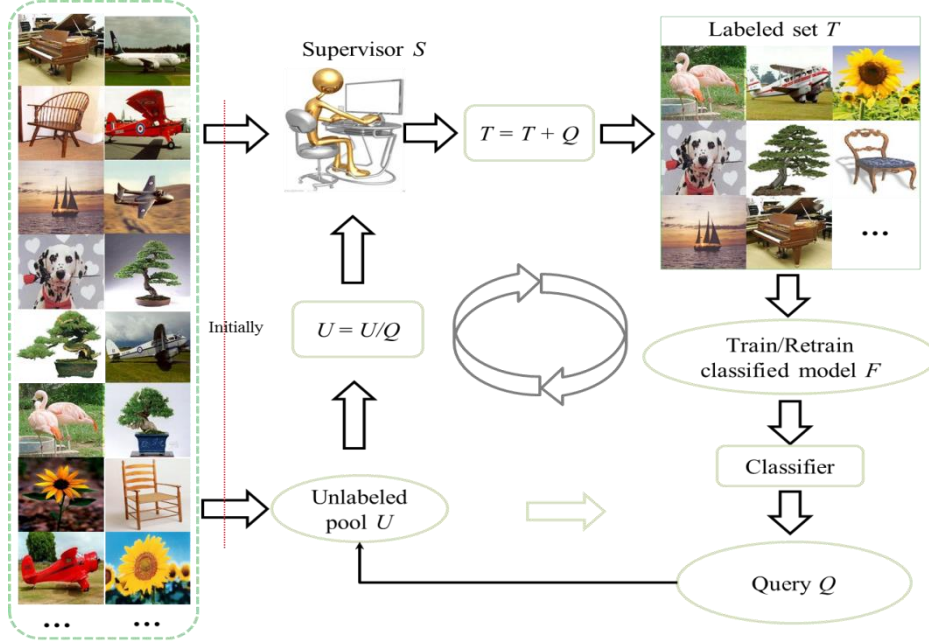 Supervisor S
Labeled set T
T = T + Q
...
Initially
U = U/Q
Train/Retrain
classified model F
Classifier
Unlabeled
pool U
Query Q
... ...